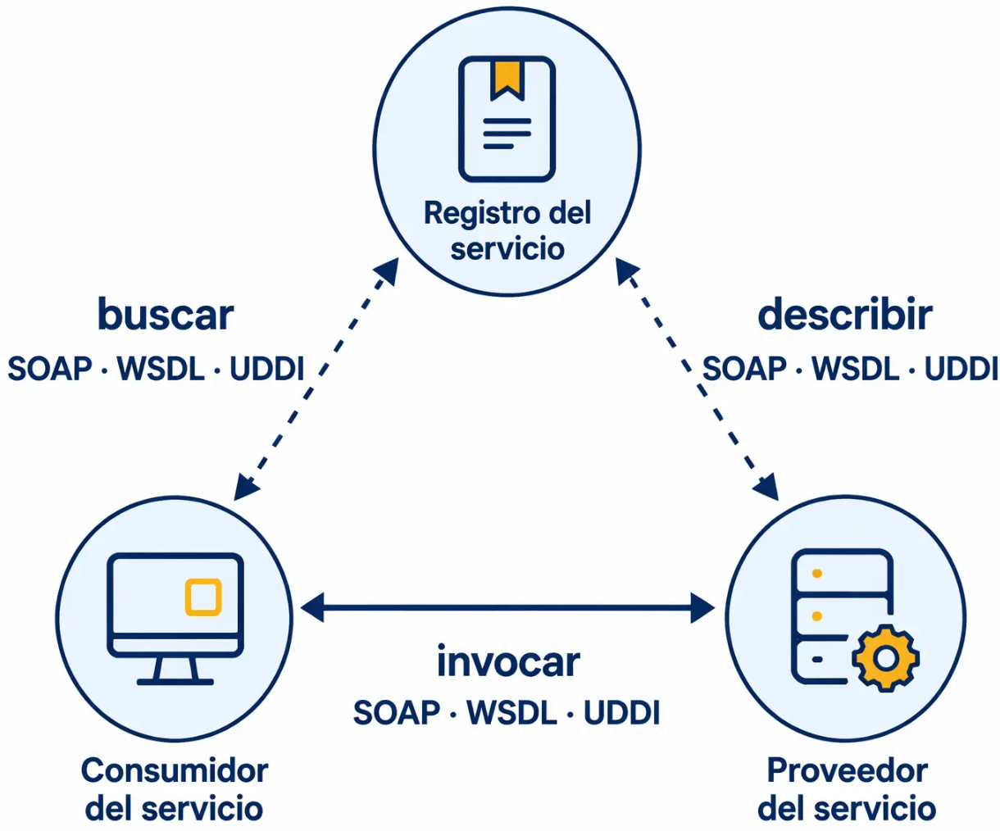 Registro del
servicio
buscar
SOAP · WSDL · UDDI
describir
SOAP · WSDL · UDDI
invocar
SOAP · WSDL · UDDI
Consumidor
del servicio
Proveedor
del servicio